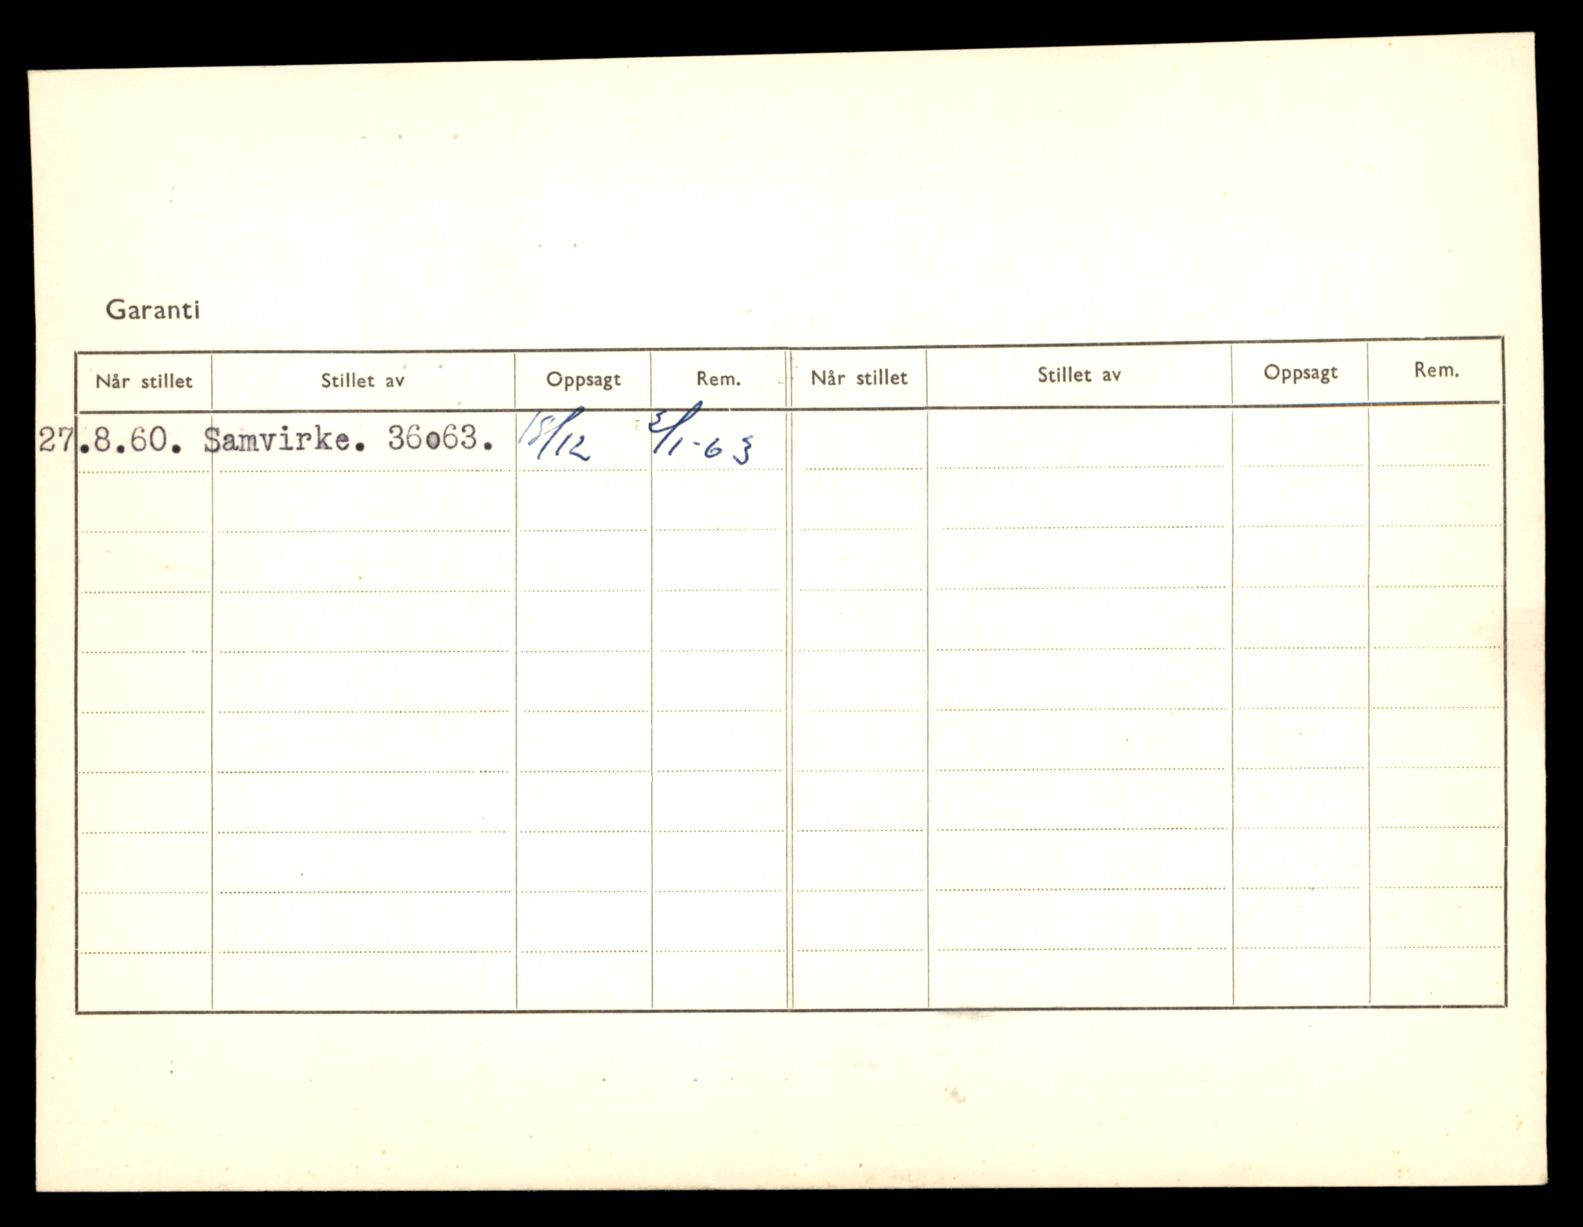 Garanti
Når stillet Stillet av Oppsagt Rem. Når stillet Stillet av Oppsagt Rem.
27.8.60. Samvirke. 36o63. 18/12 2/1-63